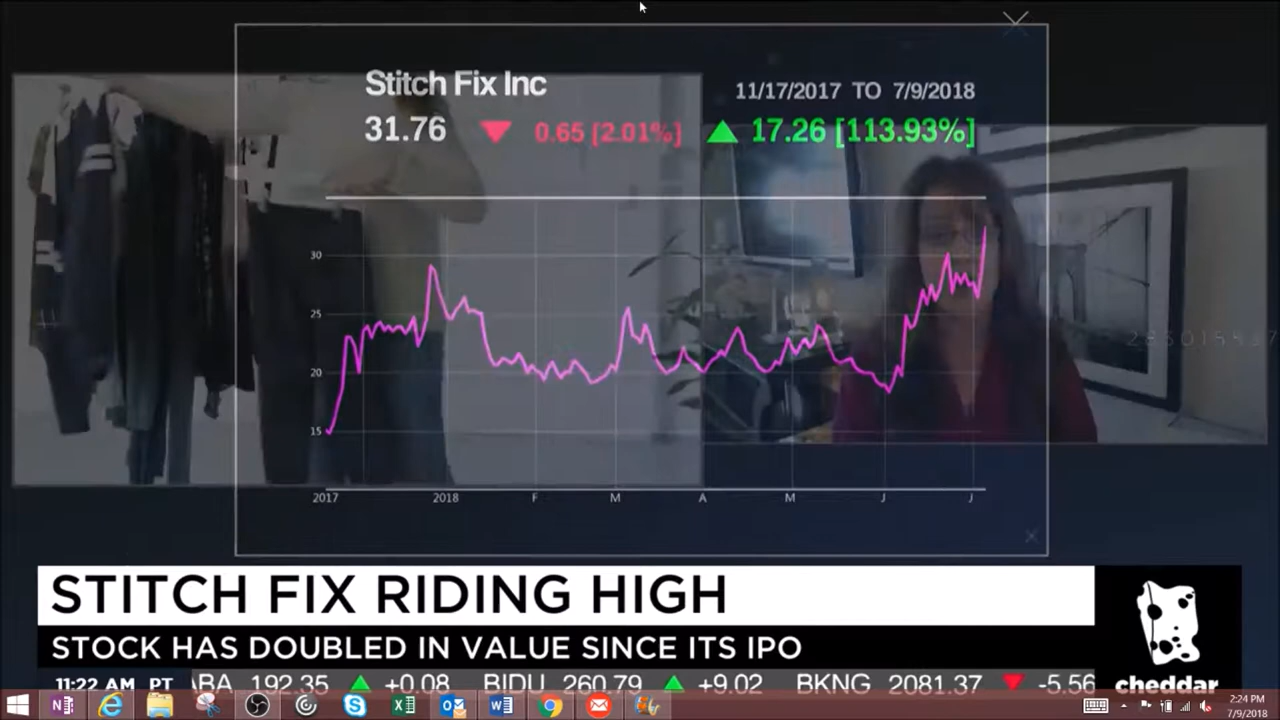 Stitch Fix Inc
11/17/2017 TO 7/9/2018
31.76 ▼ 0.65 [2.01%] ▲ 17.26 [113.93%]
30
25
20
15
2017 2018 F M A M J J
STITCH FIX RIDING HIGH
STOCK HAS DOUBLED IN VALUE SINCE ITS IPO
11:22 AM PT
BA 192.35 ▲ +0.08 BIDU 260.79 ▲ +9.02 BKNG 2081.37 ▼ -5.56
cheddar
2:24 PM
7/9/2018